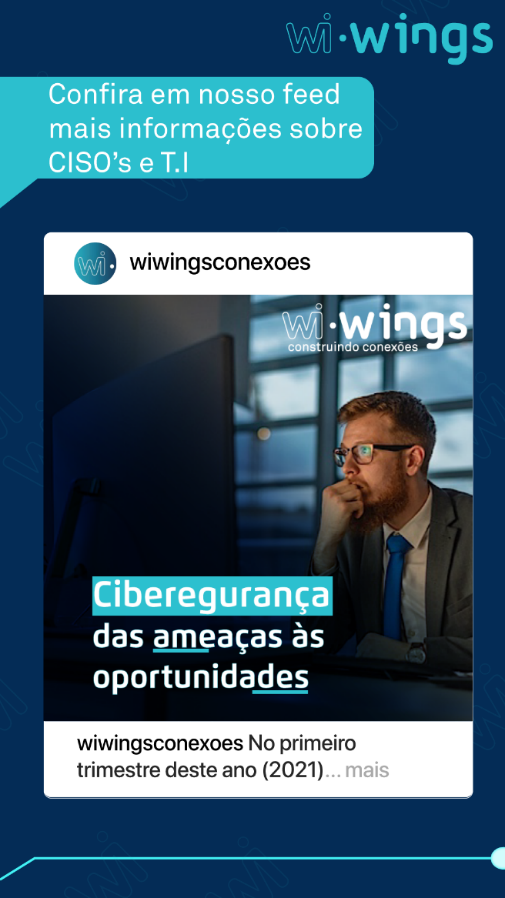 wi·wings
Confira em nosso feed
mais informações sobre
CISO's e T.I
wi·
wiwingsconexoes
wi·wings
construindo conexões
Ciberegurança
das ameaças às
oportunidades
wiwingsconexoes No primeiro
trimestre deste ano (2021)... mais